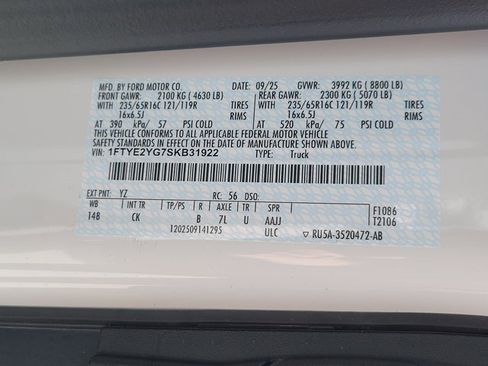 MFD. BY FORD MOTOR CO. 09/25 GVWR: 3992 KG ( 8800 LB)
FRONT GAWR: 2100 KG ( 4630 LB) REAR GAWR: 2300 KG ( 5070 LB)
WITH 235/65R16C 121/119R TIRES WITH 235/65R16C 121/119R TIRES
16x6.5J RIMS 16x6.5J RIMS
AT 390 kPa/ 57 PSI COLD AT 520 kPa/ 75 PSI COLD
THIS VEHICLE CONFORMS TO ALL APPLICABLE FEDERAL MOTOR VEHICLE SAFETY STANDARDS IN EFFECT ON THE DATE OF MANUFACTURE SHOWN ABOVE.
VIN: 1FTYE2YG7SKB31922 TYPE: Truck
EXT PNT: YZ RC: 56 DSO:
WB INT TR TP/PS R AXLE TR SPR F1086
148 CK B 7L U AAJJ T2106
1202509141295 ULC ▽ RU5A-3520472-AB